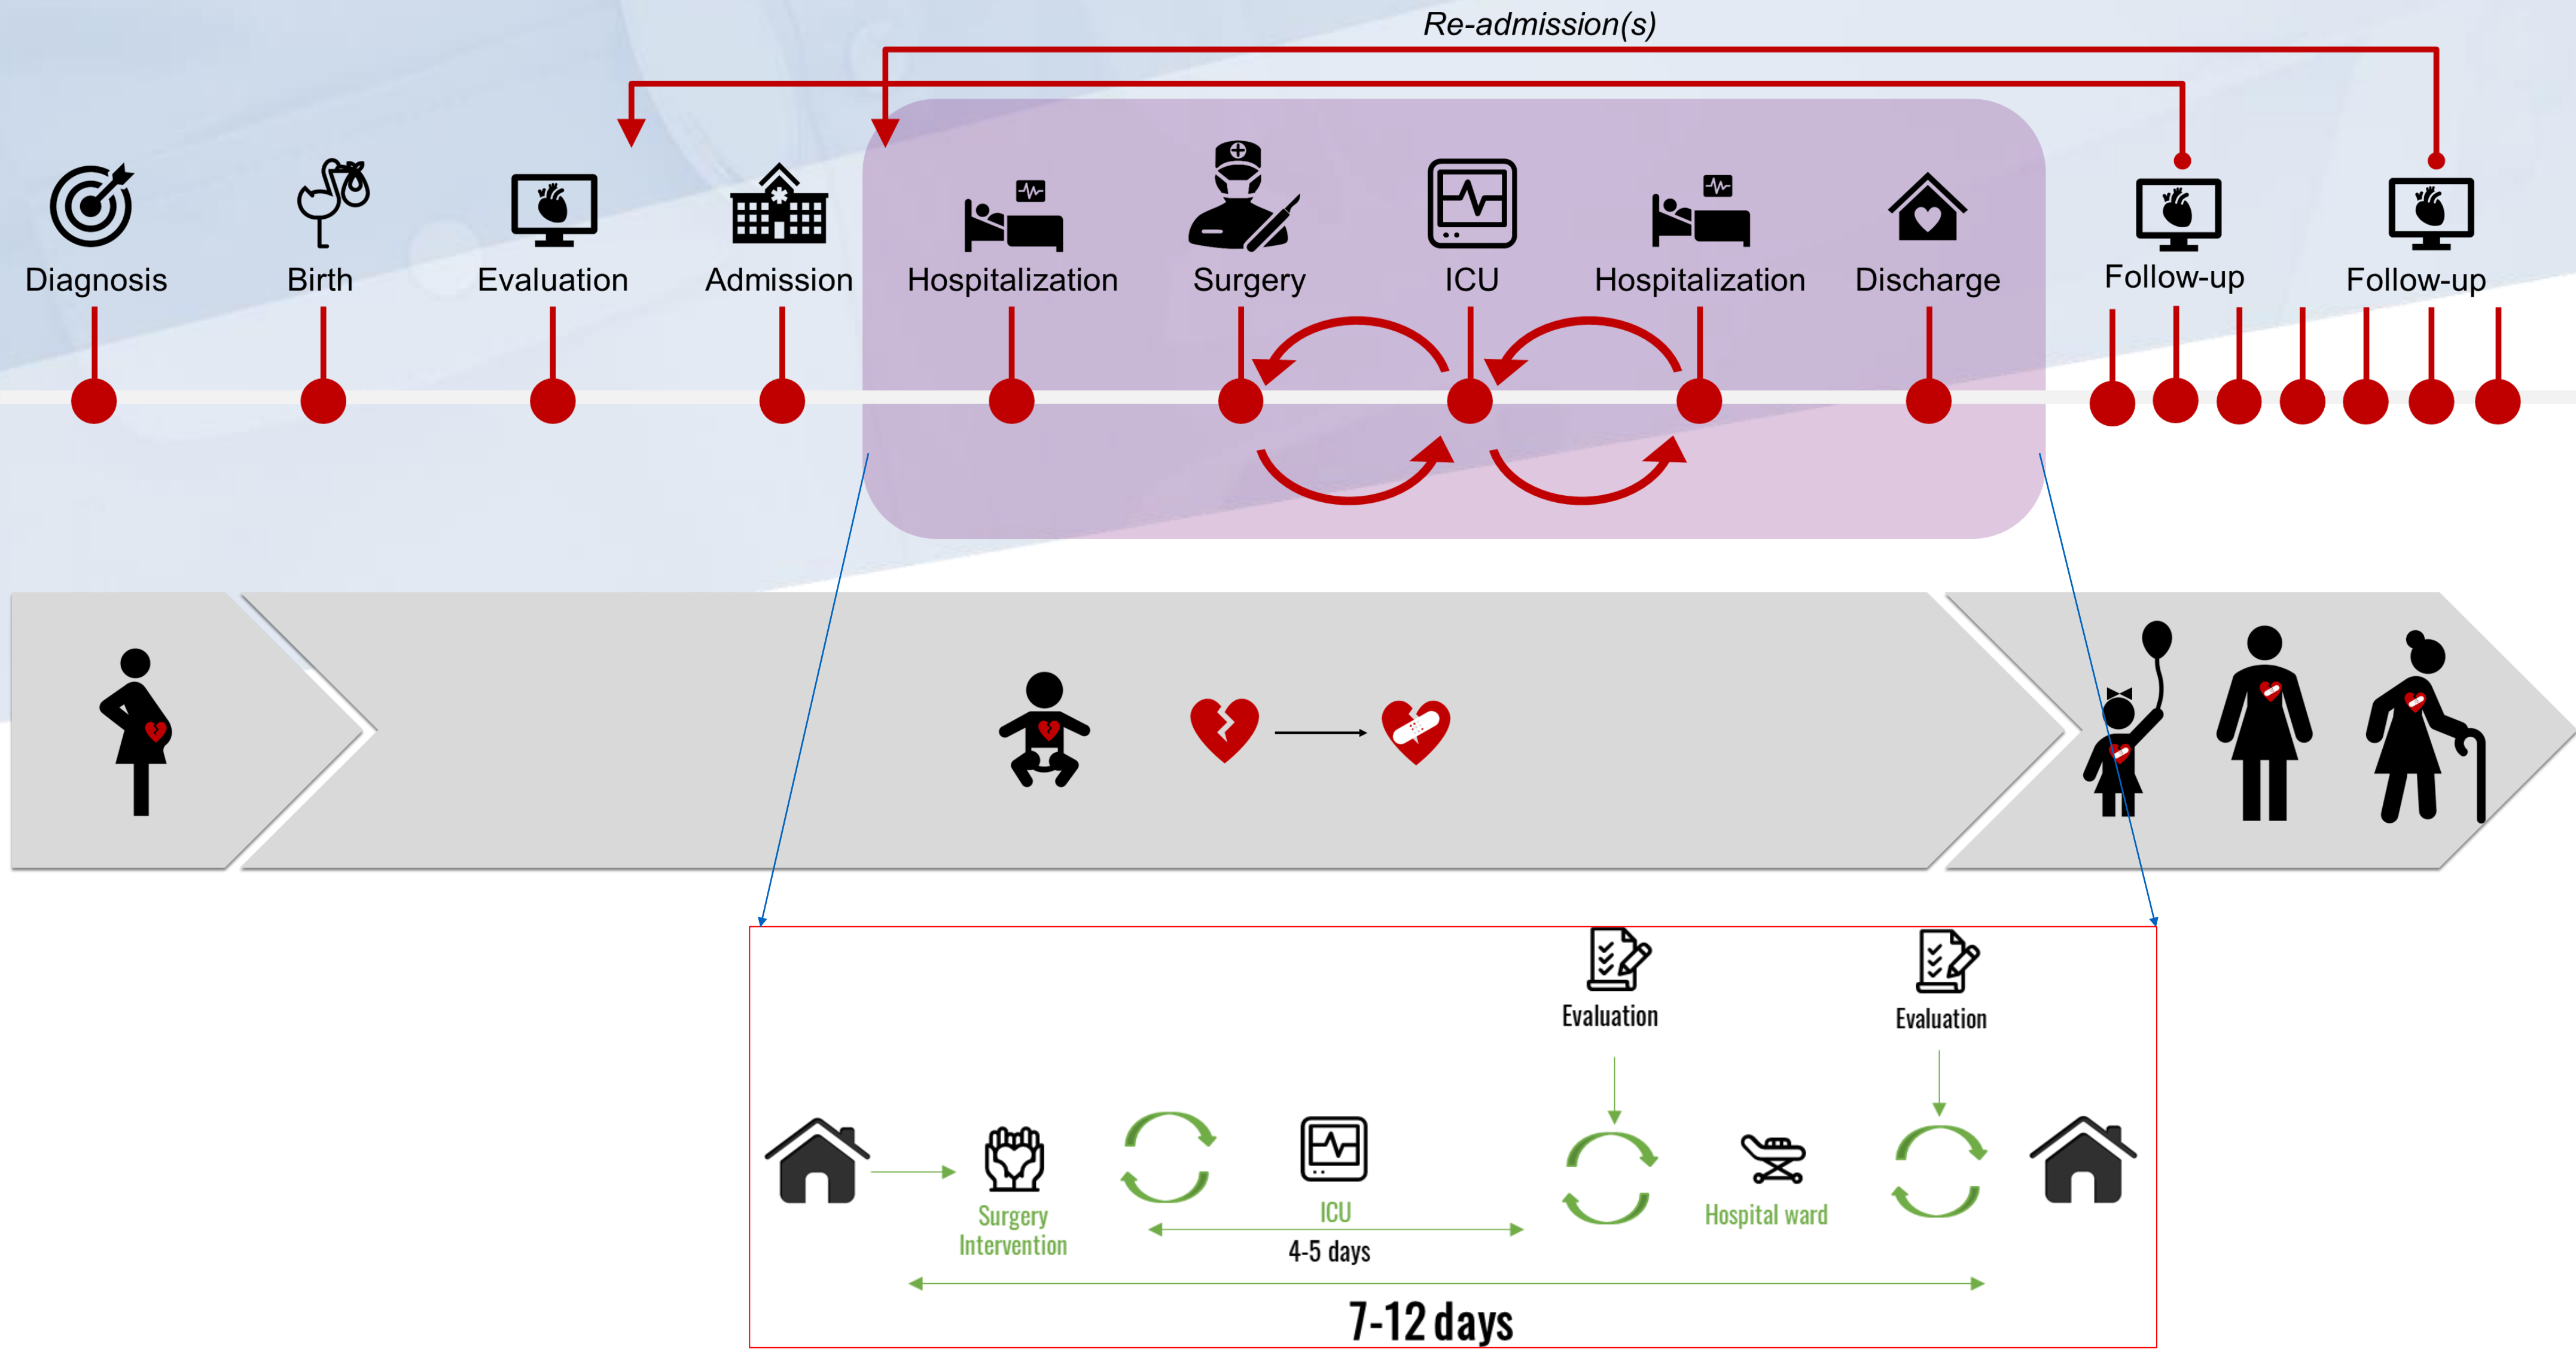 Re-admission(s)
Diagnosis
Birth
Evaluation
Admission
Hospitalization
Surgery
ICU
Hospitalization
Discharge
Follow-up
Follow-up
Evaluation
Evaluation
Surgery
Intervention
ICU
4-5 days
Hospital ward
7-12 days